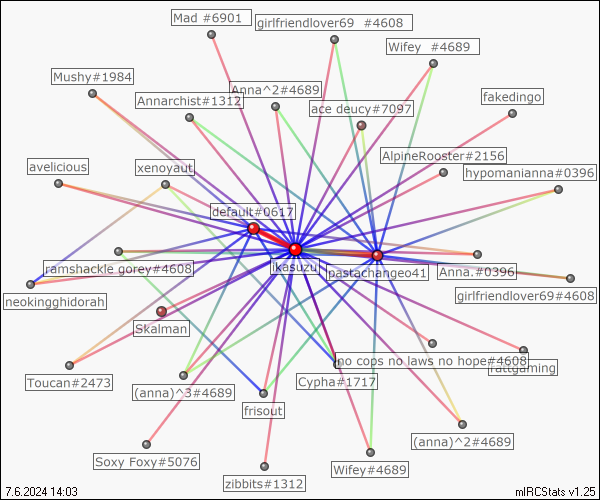 Mad #6901
girlfriendlover69 #4608
Wifey #4689
Mushy#1984
Anna^2#4689
Annarchist#1312
ace deucy#7097
fakedingo
AlpineRooster#2156
avelicious
xenoyaut
hypomanianna#0396
default#0617
ramshackle gorey#4608
ikasuzu
pastachangeo41
Anna.#0396
girlfriendlover69#4608
neokingghidorah
Skalman
no cops no laws no hope#4608
rattgaming
Toucan#2473
(anna)^3#4689
Cypha#1717
frisout
(anna)^2#4689
Soxy Foxy#5076
Wifey#4689
zibbits#1312
7.6.2024 14:03
mIRCStats v1.25